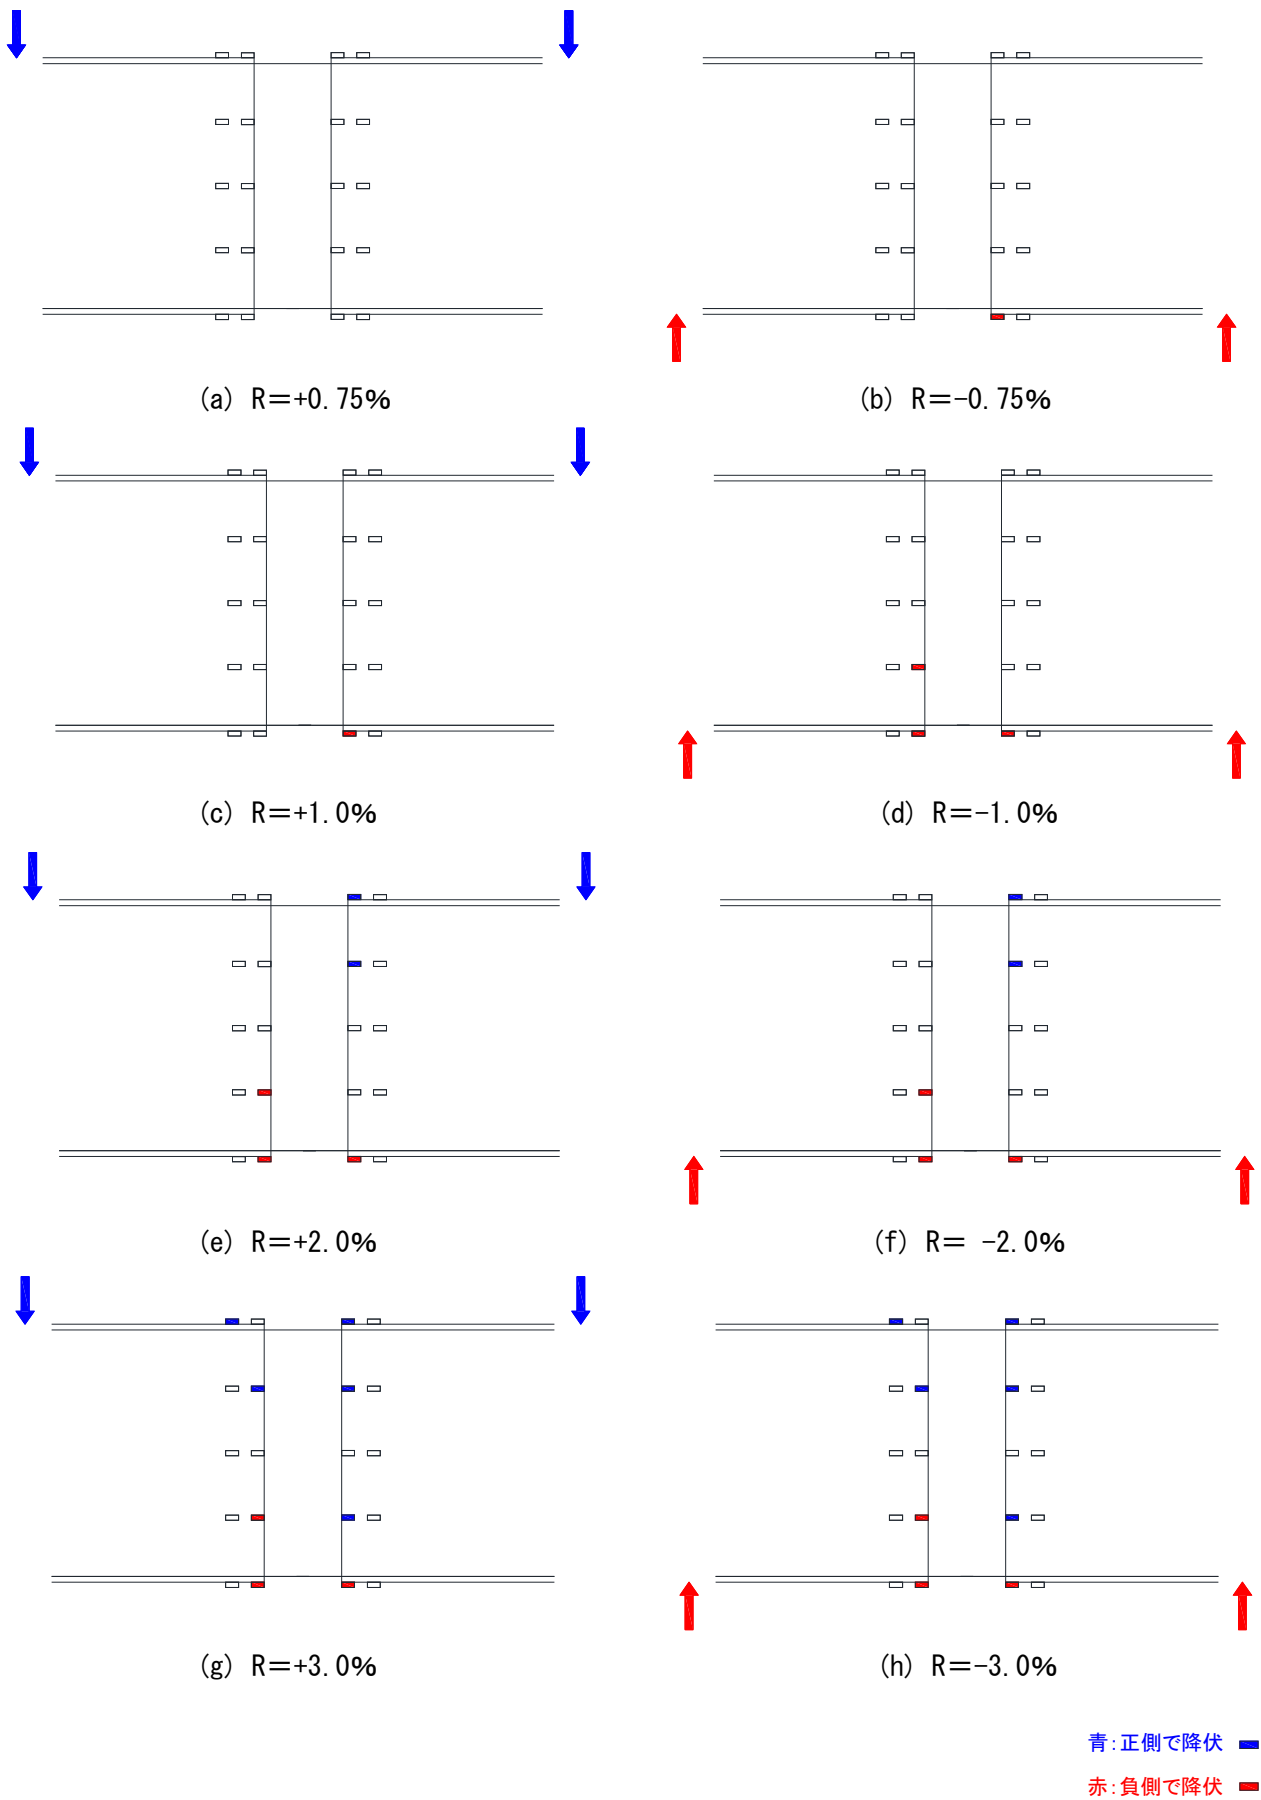 (a) R＝+0.75%
(b) R＝-0.75%
(c) R＝+1.0%
(d) R＝-1.0%
(e) R＝+2.0%
(f) R＝ -2.0%
(g) R＝+3.0%
(h) R＝-3.0%
青：正側で降伏
赤：負側で降伏